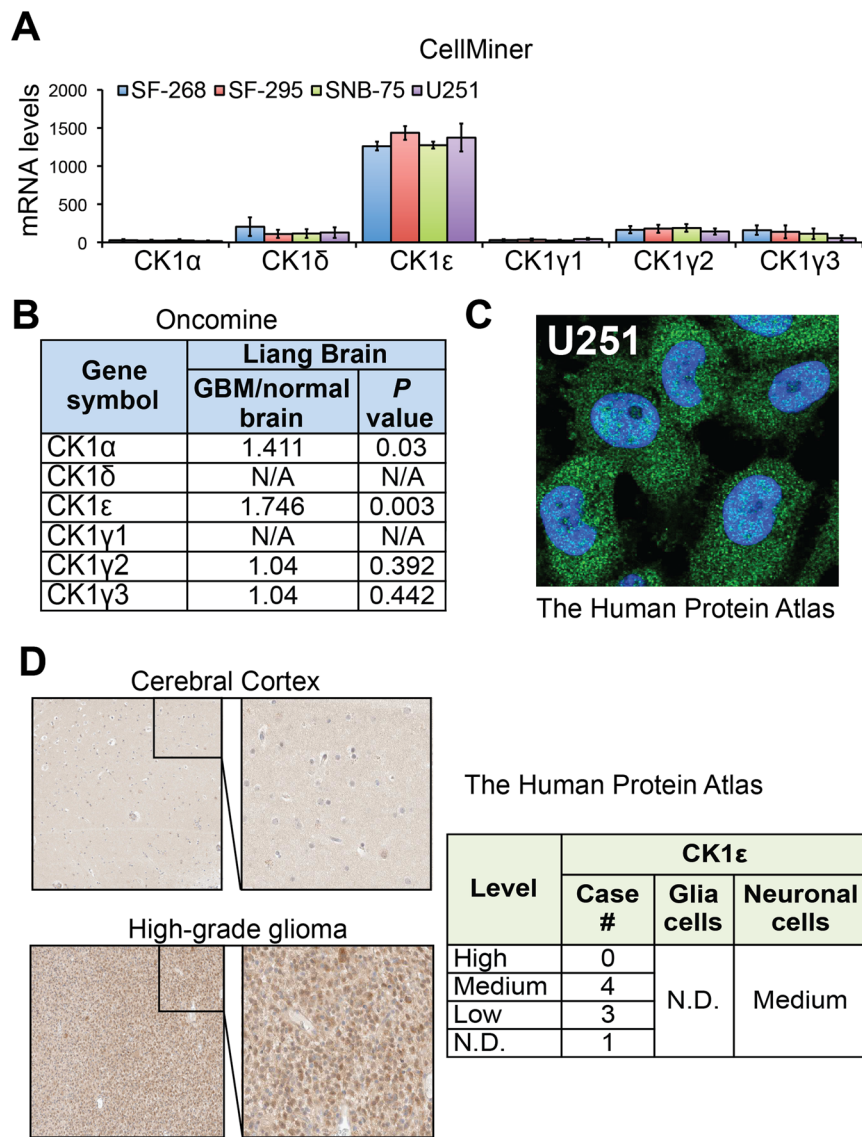 A
CellMiner
mRNA levels
2000
1500
1000
500
0
SF-268 SF-295 SNB-75 U251
CK1α CK1δ CK1ε CK1γ1 CK1γ2 CK1γ3
B
Oncomine
Gene symbol
Liang Brain
GBM/normal brain
P value
CK1α 1.411 0.03
CK1δ N/A N/A
CK1ε 1.746 0.003
CK1γ1 N/A N/A
CK1γ2 1.04 0.392
CK1γ3 1.04 0.442
C
U251
The Human Protein Atlas
D
Cerebral Cortex
High-grade glioma
The Human Protein Atlas
Level
CK1ε
Case #
Glia cells
Neuronal cells
High 0
Medium 4
Low 3
N.D. 1
N.D.
Medium